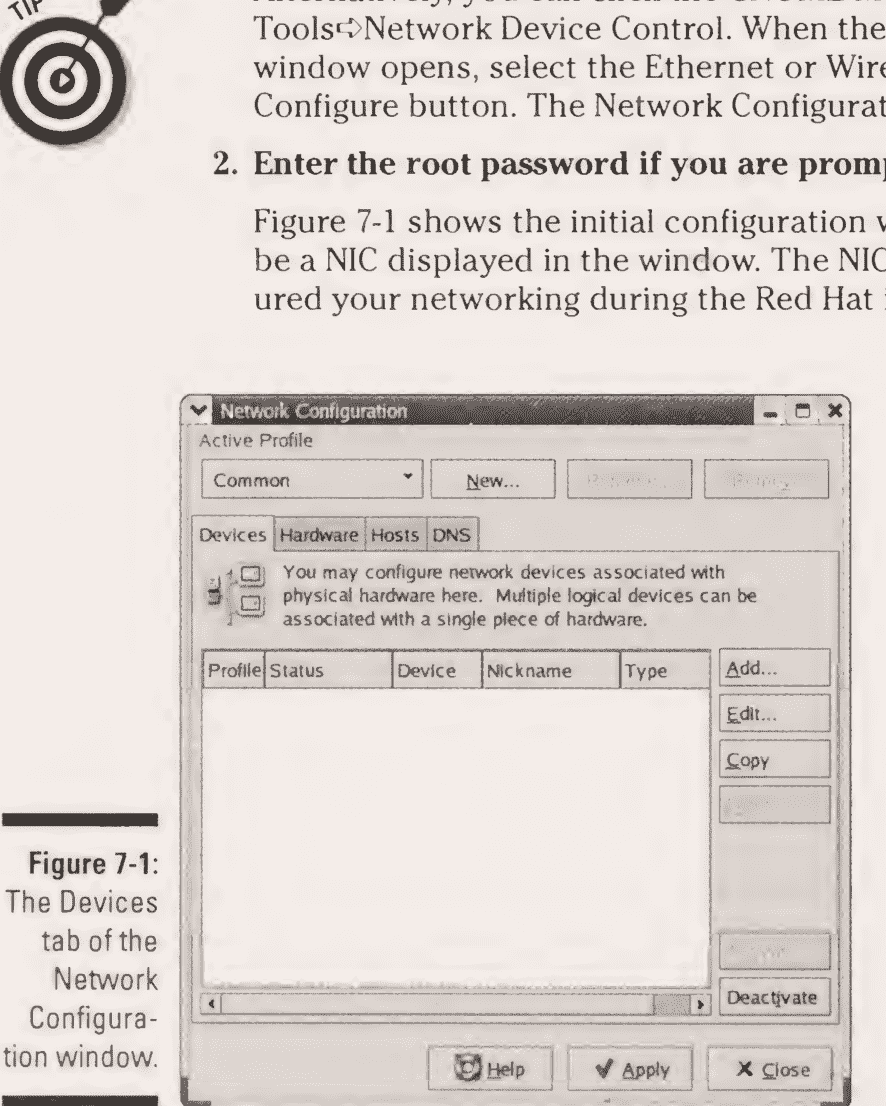 TIP
Tools⇨Network Device Control. When the
window opens, select the Ethernet or Wire
Configure button. The Network Configurat
2. Enter the root password if you are promp
Figure 7-1 shows the initial configuration
be a NIC displayed in the window. The NIC
ured your networking during the Red Hat
Network Configuration
Active Profile
Common
New...
Devices Hardware Hosts DNS
You may configure network devices associated with
physical hardware here. Multiple logical devices can be
associated with a single piece of hardware.
Profile Status Device Nickname Type
Add...
Edit...
Copy
Deactivate
Help Apply Close
Figure 7-1:
The Devices
tab of the
Network
Configura-
tion window.